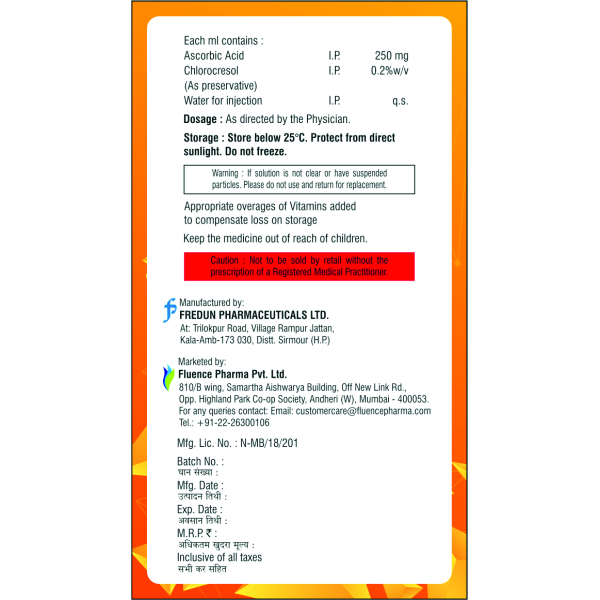 Each ml contains :
Ascorbic Acid I.P. 250 mg
Chlorocresol I.P. 0.2%w/v
(As preservative)
Water for injection I.P. q.s.
Dosage : As directed by the Physician.
Storage : Store below 25°C. Protect from direct
sunlight. Do not freeze.
Warning : If solution is not clear or have suspended
particles. Please do not use and return for replacement.
Appropriate overages of Vitamins added
to compensate loss on storage
Keep the medicine out of reach of children.
Caution : Not to be sold by retail without the
prescription of a Registered Medical Practitioner.
Manufactured by:
FREDUN PHARMACEUTICALS LTD.
At: Trilokpur Road, Village Rampur Jattan,
Kala-Amb-173 030, Distt. Sirmour (H.P.)
Marketed by:
Fluence Pharma Pvt. Ltd.
810/B wing, Samartha Aishwarya Building, Off New Link Rd.,
Opp. Highland Park Co-op Society, Andheri (W), Mumbai - 400053.
For any queries contact: Email: customercare@fluencepharma.com
Tel.: +91-22-26300106
Mfg. Lic. No. : N-MB/18/201
Batch No. :
घान संख्या :
Mfg. Date :
उत्पादन तिथी :
Exp. Date :
अवसान तिथी :
M.R.P. ₹ :
अधिकतम खुदरा मूल्य :
Inclusive of all taxes
सभी कर सहित